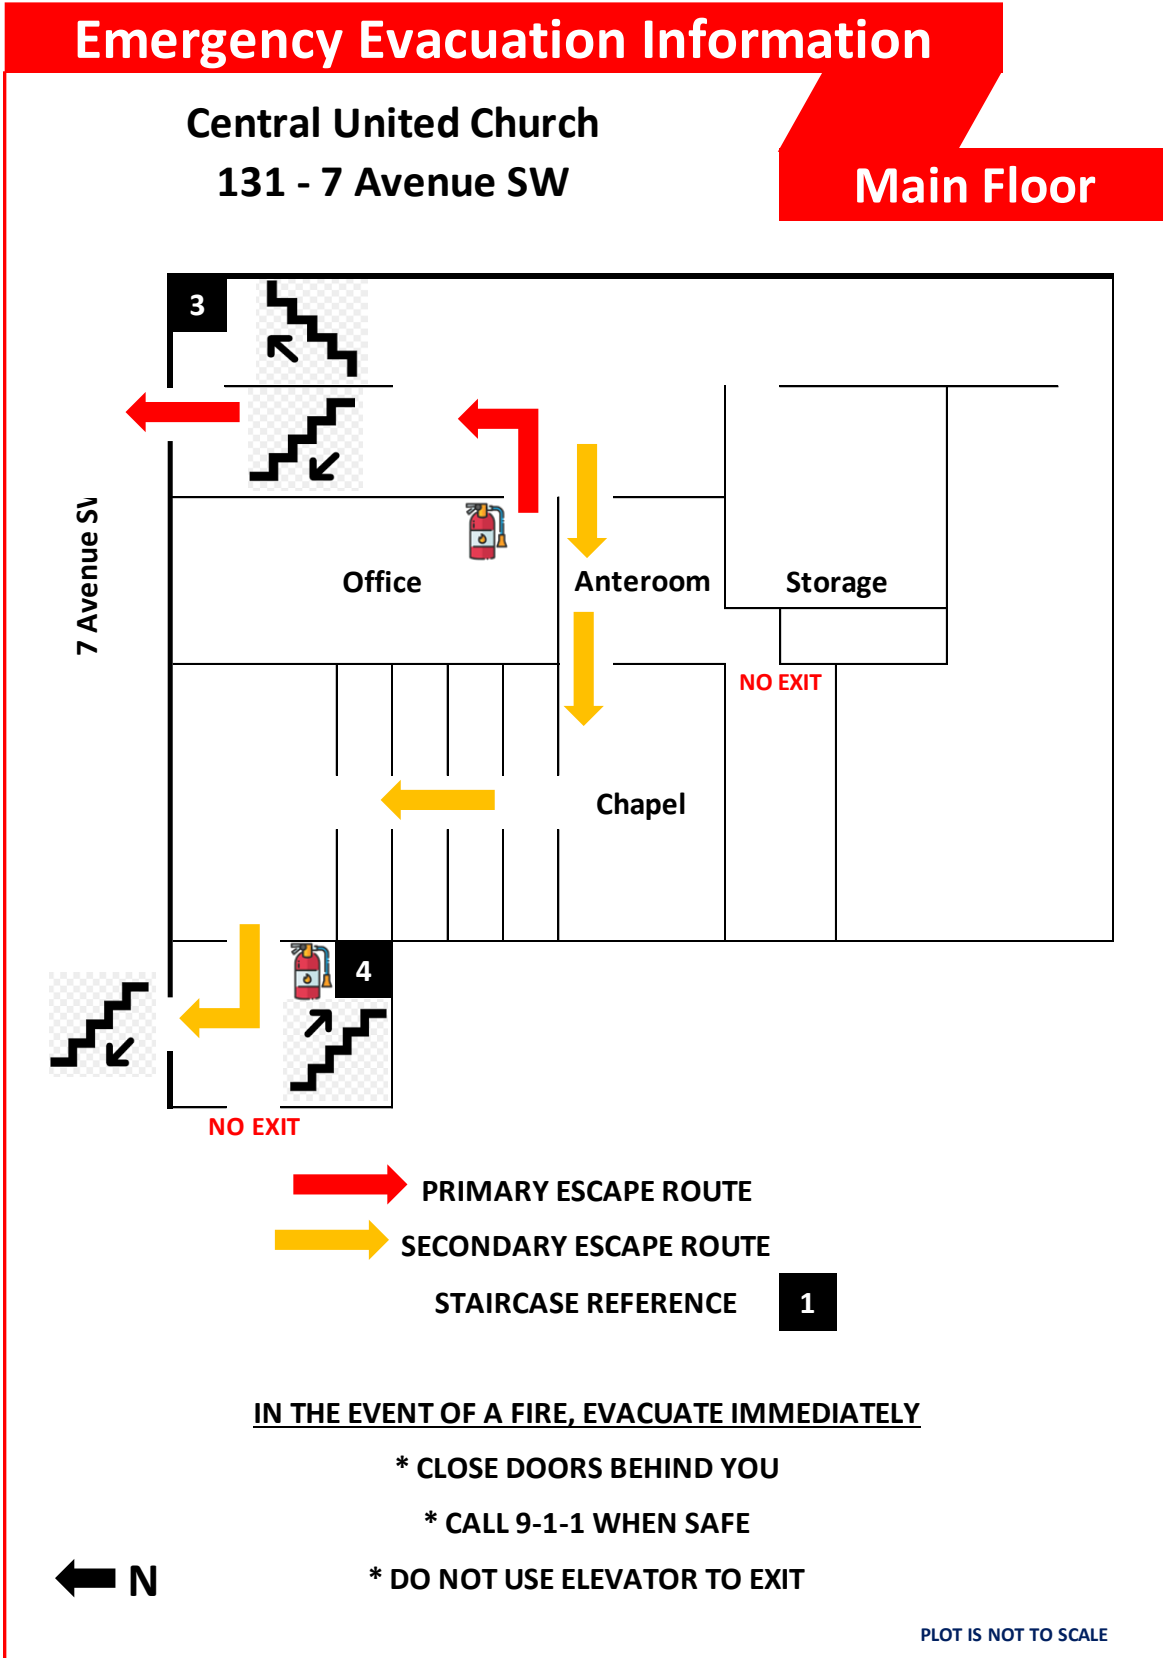 Emergency Evacuation Information
Central United Church
131 - 7 Avenue SW
Main Floor
3
7 Avenue SW
Office
Anteroom
Storage
NO EXIT
Chapel
4
NO EXIT
PRIMARY ESCAPE ROUTE
SECONDARY ESCAPE ROUTE
STAIRCASE REFERENCE 1
IN THE EVENT OF A FIRE, EVACUATE IMMEDIATELY
* CLOSE DOORS BEHIND YOU
* CALL 9-1-1 WHEN SAFE
* DO NOT USE ELEVATOR TO EXIT
N
PLOT IS NOT TO SCALE